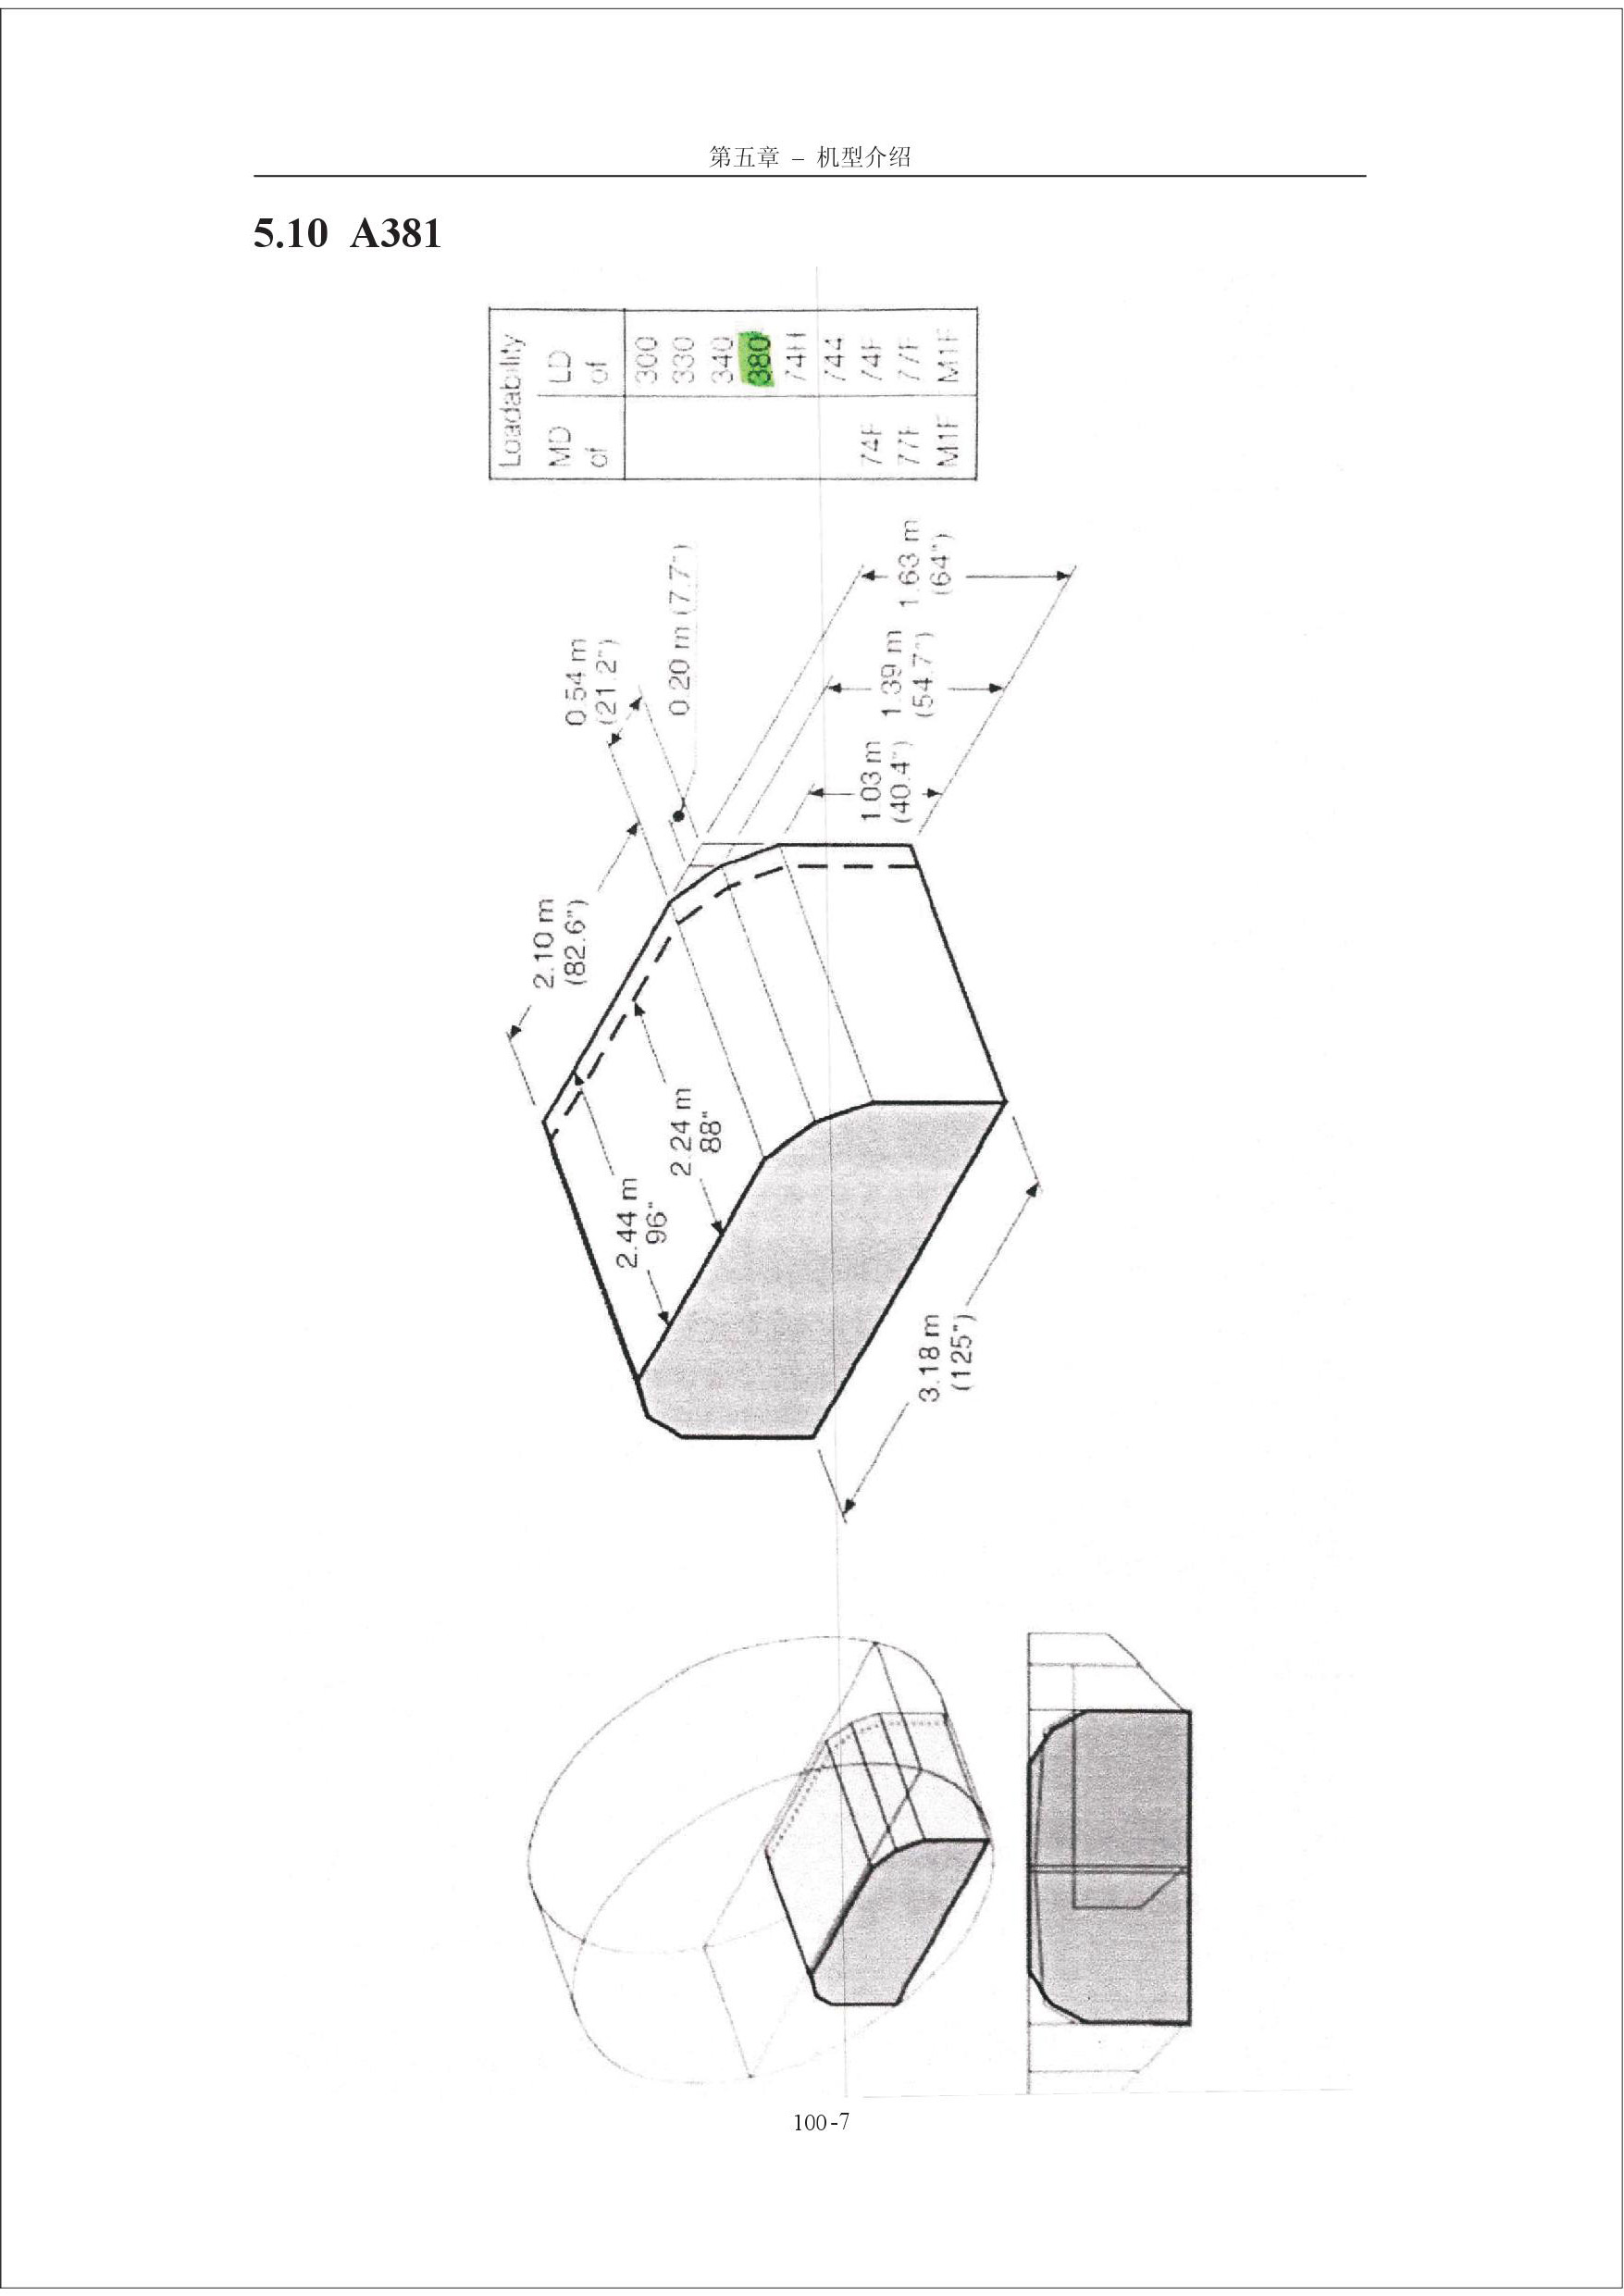 第五章 – 机型介绍
5.10 A381
Loadability
MD LD
of of
300
330
340
380
74H
744
74F 74F
77F 77F
M1F M1F
0.54 m
(21.2")
0.20 m (7.7")
1.63 m
(64")
1.39 m
(54.7")
1.03 m
(40.4")
2.10 m
(82.6")
2.24 m
88"
2.44 m
96"
3.18 m
(125")
100-7